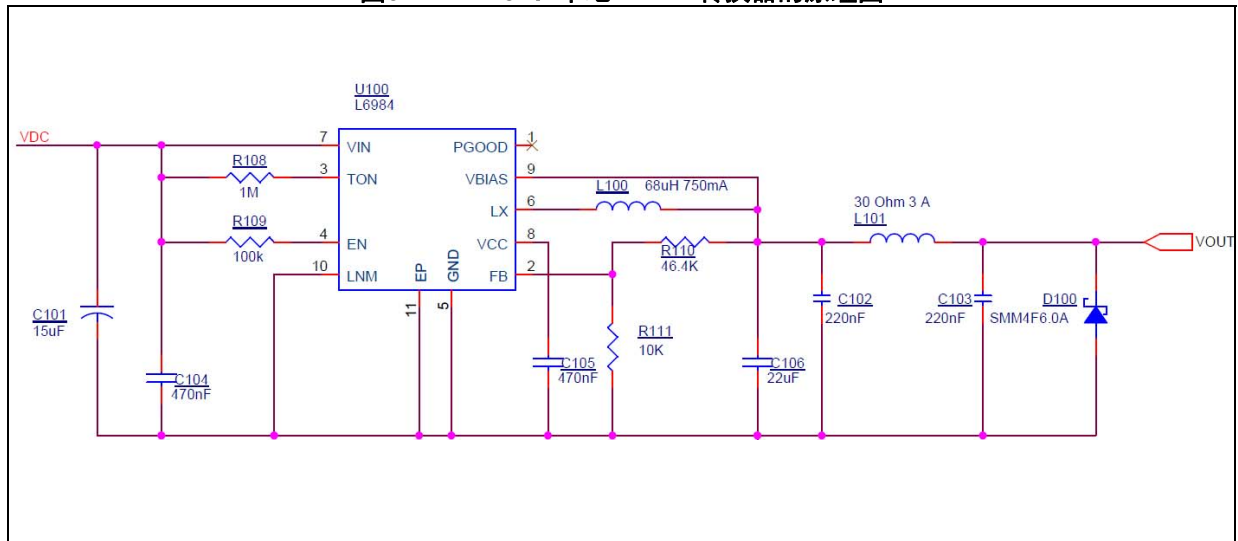 VDC
U100
L6984
7
VIN
PGOOD
1
R108
1M
3
TON
VBIAS
9
L100
68uH 750mA
LX
6
30 Ohm 3 A
L101
R109
100k
4
EN
VCC
8
R110
46.4K
VOUT
10
LNM
EP
GND
FB
2
11
5
C101
15uF
C102
220nF
C103
220nF
D100
SMM4F6.0A
R111
10K
C104
470nF
C105
470nF
C106
22uF